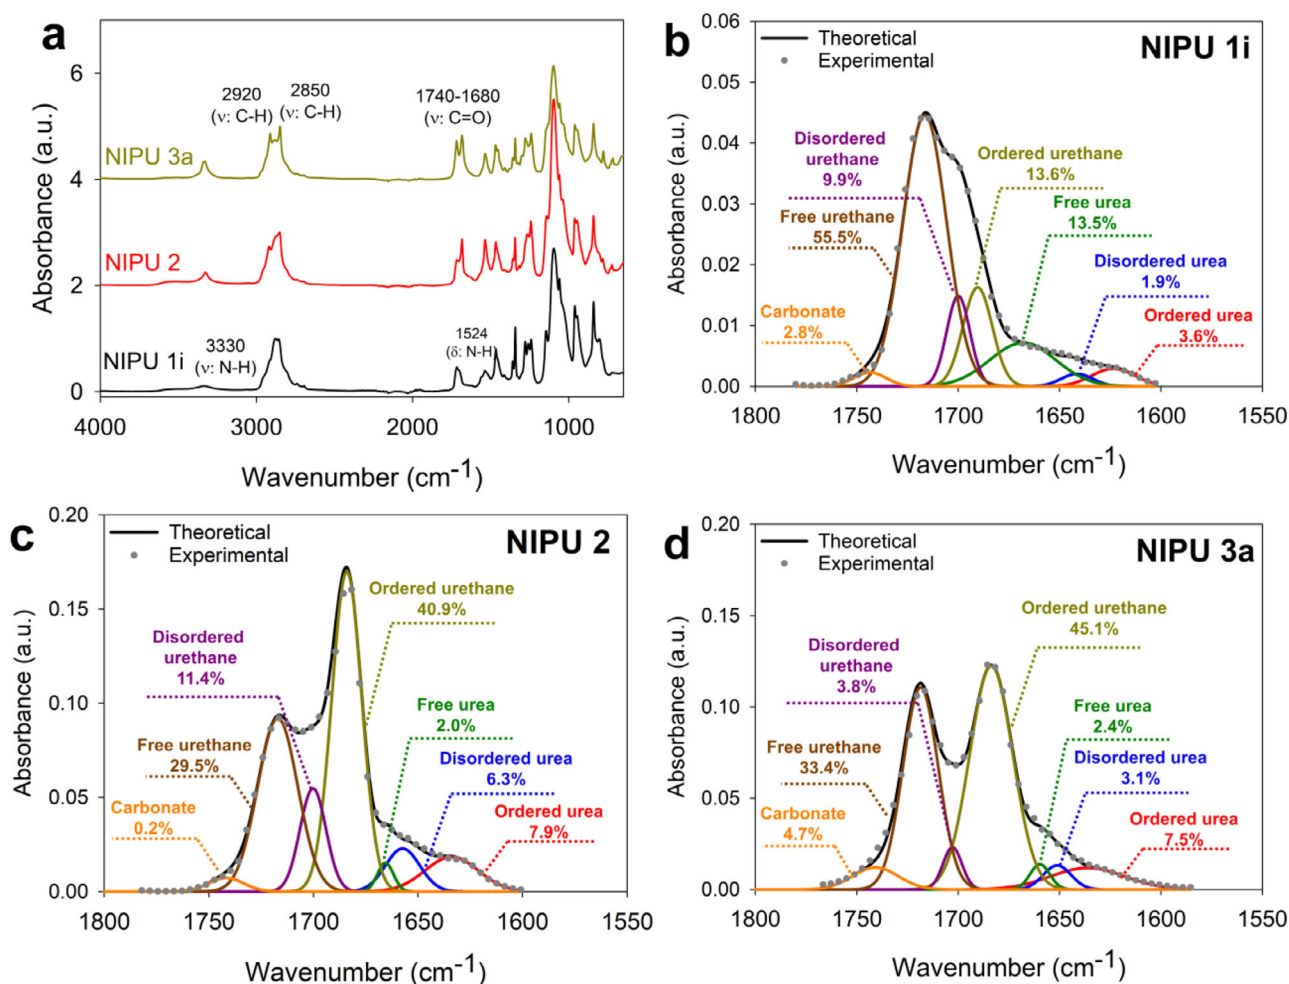 a
Absorbance (a.u.)
6
4
2
0
2920
(ν: C-H)
2850
(ν: C-H)
1740-1680
(ν: C=O)
NIPU 3a
NIPU 2
NIPU 1i
3330
(ν: N-H)
1524
(δ: N-H)
4000
3000
2000
1000
Wavenumber (cm-1)
b
Theoretical
Experimental
NIPU 1i
Absorbance (a.u.)
0.06
0.05
0.04
0.03
0.02
0.01
0.00
Disordered
urethane
9.9%
Ordered urethane
13.6%
Free urethane
55.5%
Free urea
13.5%
Disordered urea
1.9%
Carbonate
2.8%
Ordered urea
3.6%
1800
1750
1700
1650
1600
1550
Wavenumber (cm-1)
c
Theoretical
Experimental
NIPU 2
Absorbance (a.u.)
0.20
0.15
0.10
0.05
0.00
Ordered urethane
40.9%
Disordered
urethane
11.4%
Free urea
2.0%
Free urethane
29.5%
Disordered urea
6.3%
Carbonate
0.2%
Ordered urea
7.9%
1800
1750
1700
1650
1600
1550
Wavenumber (cm-1)
d
Theoretical
Experimental
NIPU 3a
Absorbance (a.u.)
0.20
0.15
0.10
0.05
0.00
Ordered urethane
45.1%
Disordered
urethane
3.8%
Free urea
2.4%
Free urethane
33.4%
Disordered urea
3.1%
Carbonate
4.7%
Ordered urea
7.5%
1800
1750
1700
1650
1600
1550
Wavenumber (cm-1)